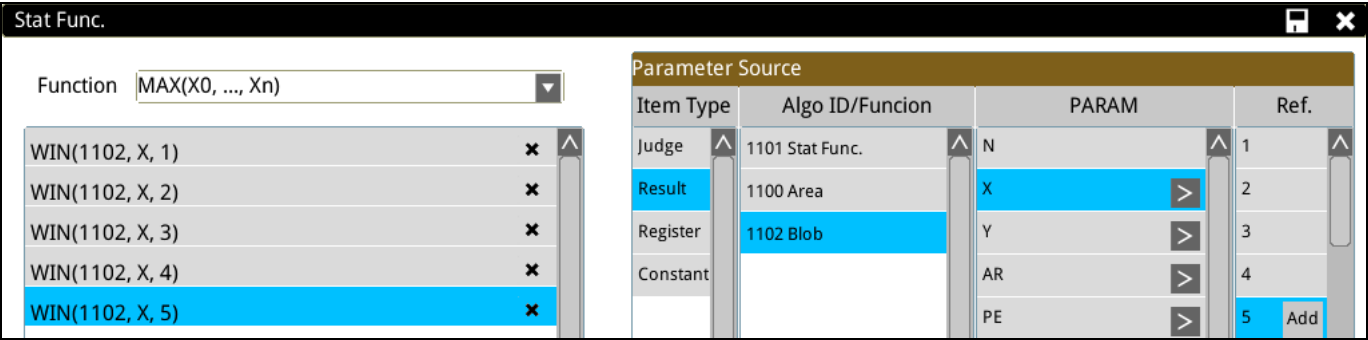 Stat Func.
Function MAX(X0, ..., Xn)
WIN(1102, X, 1)
WIN(1102, X, 2)
WIN(1102, X, 3)
WIN(1102, X, 4)
WIN(1102, X, 5)
Parameter Source
Item Type Algo ID/Funcion PARAM Ref.
Judge 1101 Stat Func. N 1
Result 1100 Area X > 2
Register 1102 Blob Y > 3
Constant AR > 4
PE > 5 Add